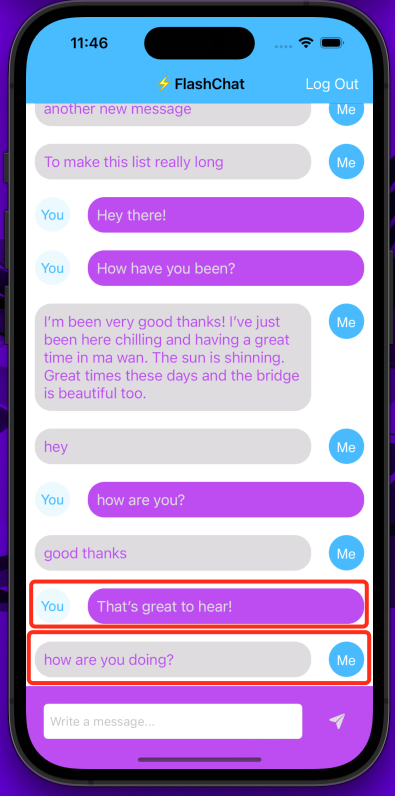 11:46
⚡️FlashChat
Log Out
another new message
Me
To make this list really long
Me
You
Hey there!
You
How have you been?
I'm been very good thanks! I've just
been here chilling and having a great
time in ma wan. The sun is shinning.
Great times these days and the bridge
is beautiful too.
Me
hey
Me
You
how are you?
good thanks
Me
You
That's great to hear!
how are you doing?
Me
Write a message...